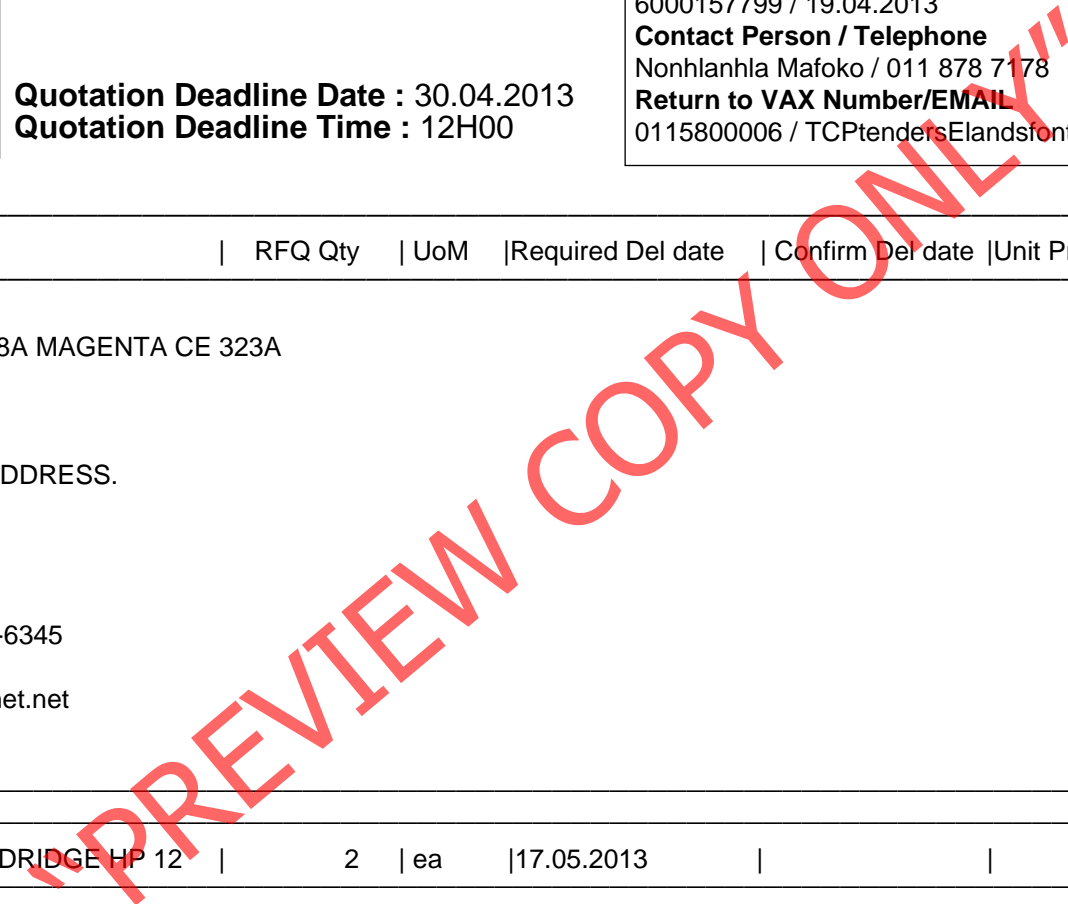 6000157799 / 19.04.2013
Contact Person / Telephone
Nonhlanhla Mafoko / 011 878 7178
Quotation Deadline Date : 30.04.2013
Return to VAX Number/EMAIL
Quotation Deadline Time : 12H00
0115800006 / TCPtendersElandsfont
| RFQ Qty | UoM |Required Del date | Confirm Del date |Unit Pr
8A MAGENTA CE 323A
DDRESS.
-6345
net.net
DRIDGE HP 12 | 2 | ea |17.05.2013 | |
"PREVIEW COPY ONLY"